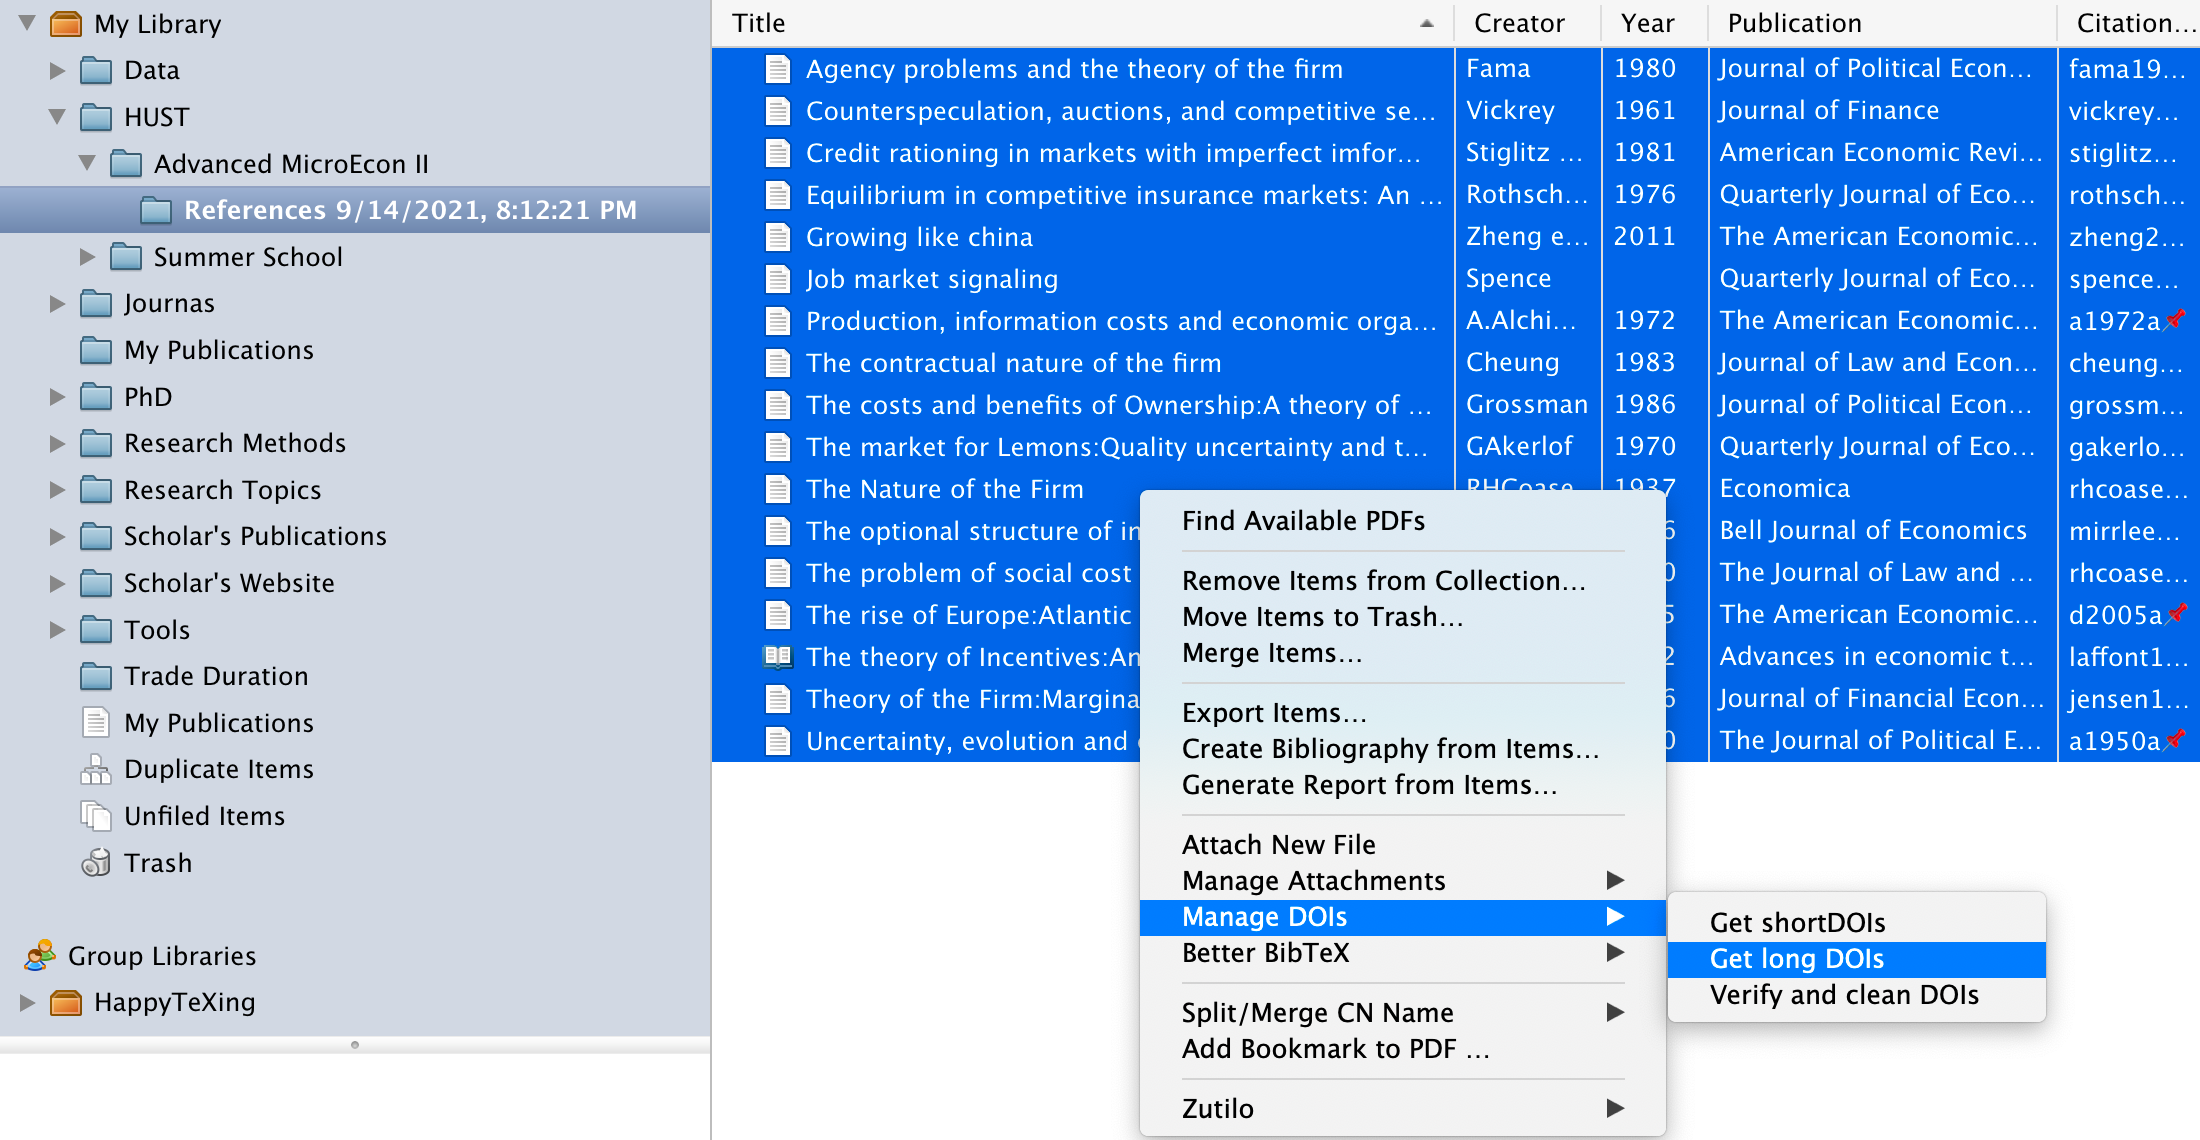 My Library
Data
HUST
Advanced MicroEcon II
References 9/14/2021, 8:12:21 PM
Summer School
Journas
My Publications
PhD
Research Methods
Research Topics
Scholar's Publications
Scholar's Website
Tools
Trade Duration
My Publications
Duplicate Items
Unfiled Items
Trash
Group Libraries
HappyTeXing
Title Creator Year Publication Citation...
Agency problems and the theory of the firm Fama 1980 Journal of Political Econ... fama19...
Counterspeculation, auctions, and competitive se... Vickrey 1961 Journal of Finance vickrey...
Credit rationing in markets with imperfect imfor... Stiglitz ... 1981 American Economic Revi... stiglitz...
Equilibrium in competitive insurance markets: An ... Rothsch... 1976 Quarterly Journal of Eco... rothsch...
Growing like china Zheng e... 2011 The American Economic... zheng2...
Job market signaling Spence Quarterly Journal of Eco... spence...
Production, information costs and economic orga... A.Alchi... 1972 The American Economic... a1972a
The contractual nature of the firm Cheung 1983 Journal of Law and Econ... cheung...
The costs and benefits of Ownership:A theory of ... Grossman 1986 Journal of Political Econ... grossm...
The market for Lemons:Quality uncertainty and t... GAkerlof 1970 Quarterly Journal of Eco... gakerlo...
The Nature of the Firm RHCoase 1937 Economica rhcoase...
The optional structure of in 6 Bell Journal of Economics mirrlee...
The problem of social cost 0 The Journal of Law and ... rhcoase...
The rise of Europe:Atlantic 5 The American Economic... d2005a
The theory of Incentives:An 2 Advances in economic t... laffont1...
Theory of the Firm:Margina 6 Journal of Financial Econ... jensen1...
Uncertainty, evolution and 0 The Journal of Political E... a1950a
Find Available PDFs
Remove Items from Collection...
Move Items to Trash...
Merge Items...
Export Items...
Create Bibliography from Items...
Generate Report from Items...
Attach New File
Manage Attachments
Manage DOIs
Better BibTeX
Split/Merge CN Name
Add Bookmark to PDF ...
Zutilo
Get shortDOIs
Get long DOIs
Verify and clean DOIs